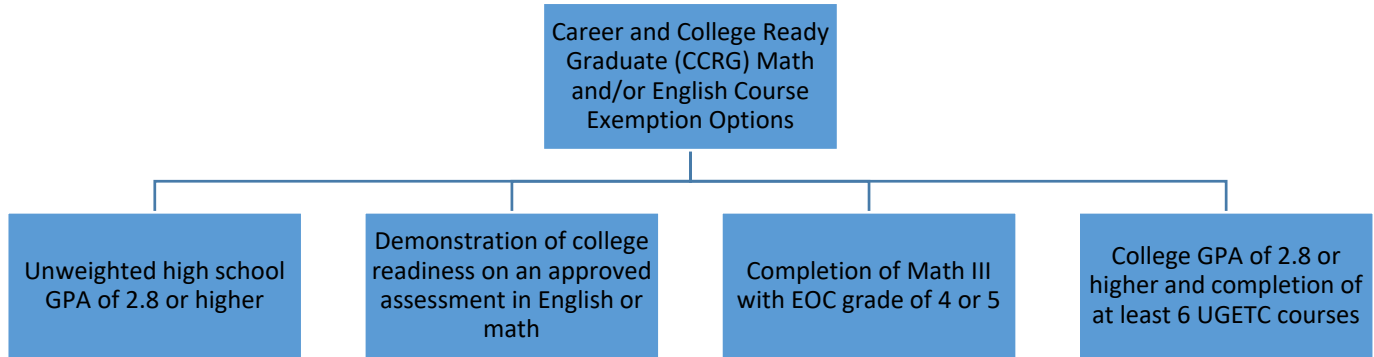 Career and College Ready
Graduate (CCRG) Math
and/or English Course
Exemption Options
Unweighted high school
GPA of 2.8 or higher
Demonstration of college
readiness on an approved
assessment in English or
math
Completion of Math III
with EOC grade of 4 or 5
College GPA of 2.8 or
higher and completion of
at least 6 UGETC courses